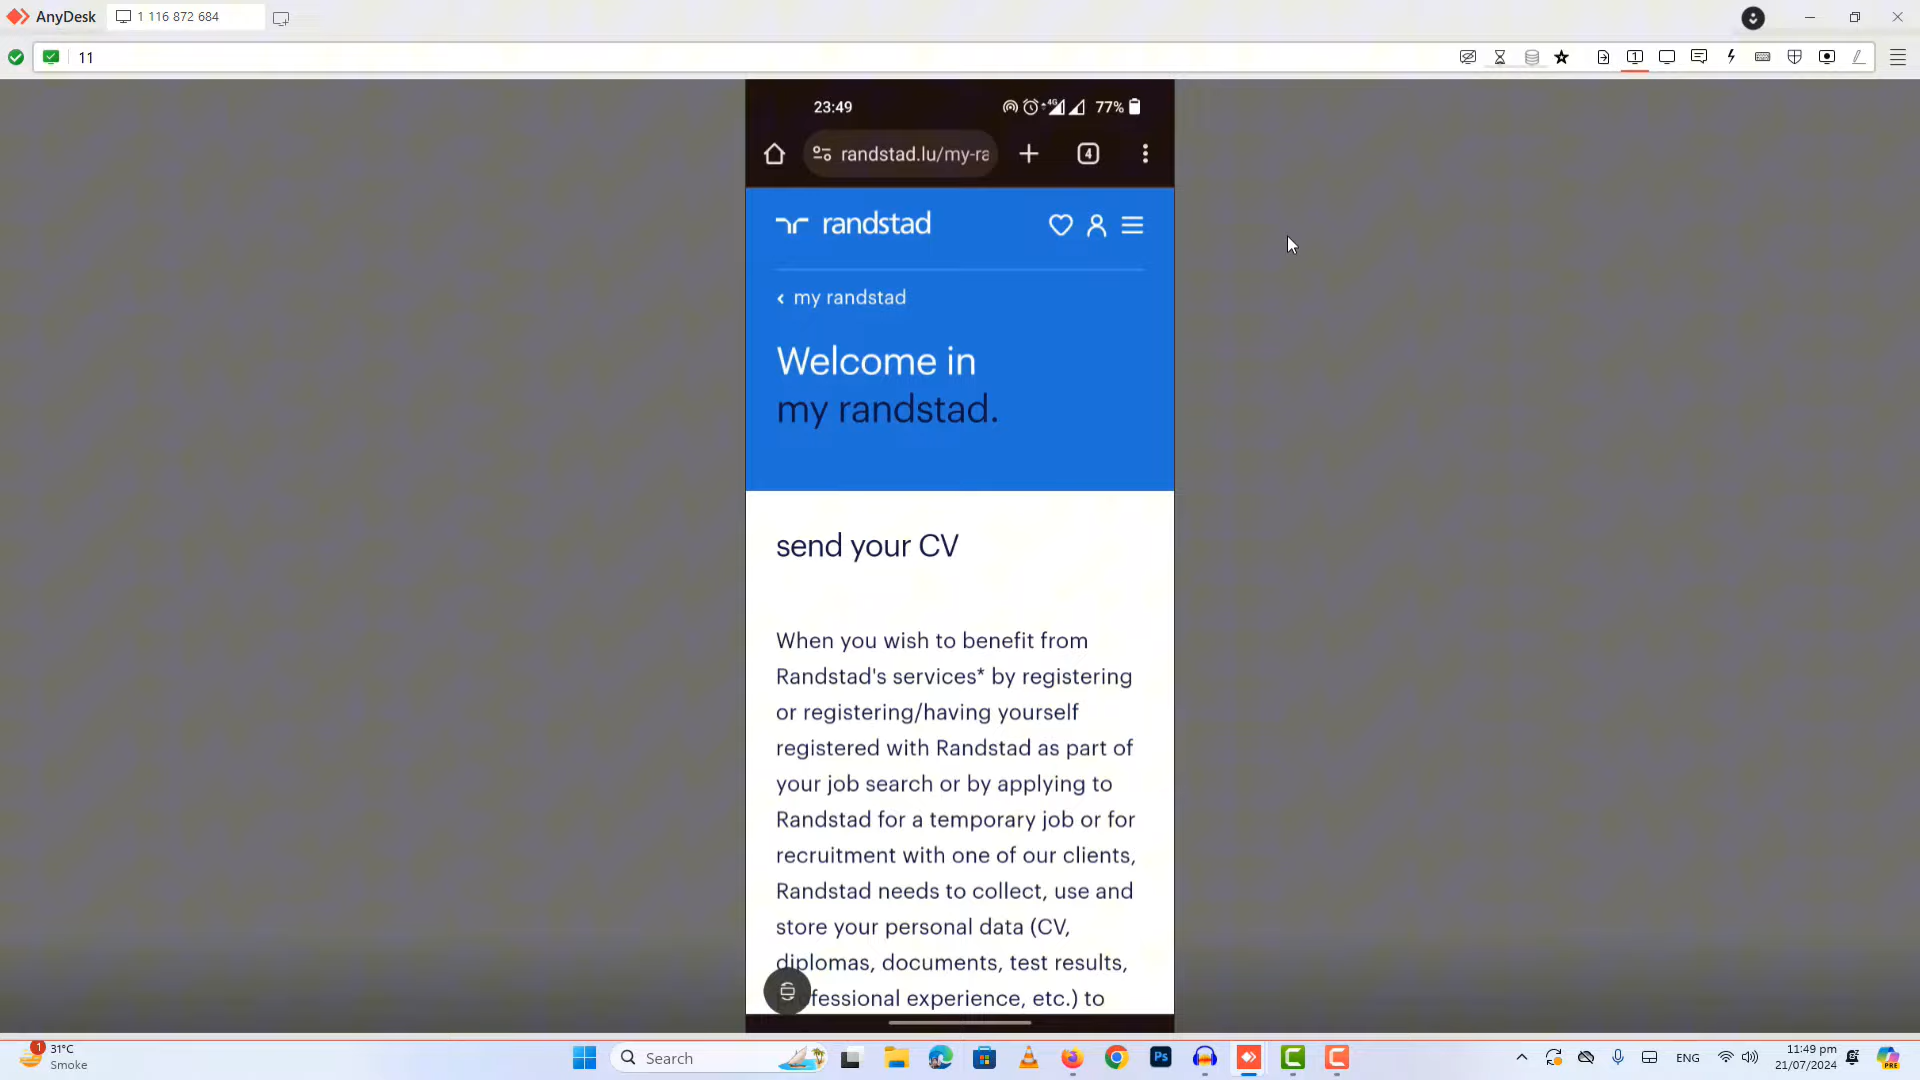 AnyDesk
1 116 872 684
11
23:49
4G
77%
randstad.lu/my-ra
4
randstad
my randstad
Welcome in
my randstad.
send your CV
When you wish to benefit from
Randstad's services* by registering
or registering/having yourself
registered with Randstad as part of
your job search or by applying to
Randstad for a temporary job or for
recruitment with one of our clients,
Randstad needs to collect, use and
store your personal data (CV,
diplomas, documents, test results,
fessional experience, etc.) to
1
31°C
Smoke
Search
Ps
ENG
11:49 pm
21/07/2024
PRE